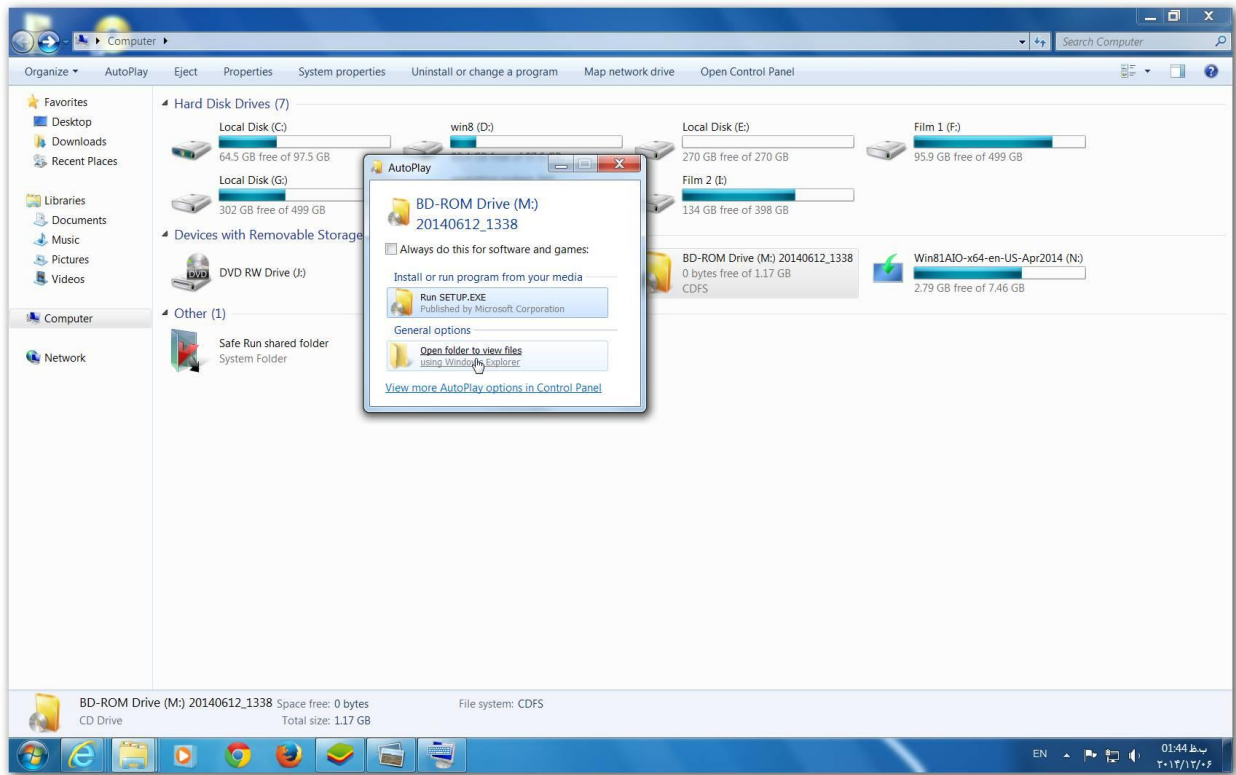 Computer
Search Computer
Organize
AutoPlay
Eject
Properties
System properties
Uninstall or change a program
Map network drive
Open Control Panel
Favorites
Desktop
Downloads
Recent Places
Libraries
Documents
Music
Pictures
Videos
Computer
Network
Hard Disk Drives (7)
Local Disk (C:)
64.5 GB free of 97.5 GB
win8 (D:)
Local Disk (E:)
270 GB free of 270 GB
Film 1 (F:)
95.9 GB free of 499 GB
Local Disk (G:)
302 GB free of 499 GB
Film 2 (I:)
134 GB free of 398 GB
Devices with Removable Storage
DVD RW Drive (J:)
BD-ROM Drive (M:) 20140612_1338
0 bytes free of 1.17 GB
CDFS
Win81AIO-x64-en-US-Apr2014 (N:)
2.79 GB free of 7.46 GB
Other (1)
Safe Run shared folder
System Folder
AutoPlay
BD-ROM Drive (M:)
20140612_1338
Always do this for software and games:
Install or run program from your media
Run SETUP.EXE
Published by Microsoft Corporation
General options
Open folder to view files
using Windows Explorer
View more AutoPlay options in Control Panel
BD-ROM Drive (M:) 20140612_1338 Space free: 0 bytes File system: CDFS
CD Drive Total size: 1.17 GB
EN
01:44 ب.ظ
۲۰۱۴/۱۲/۰۶